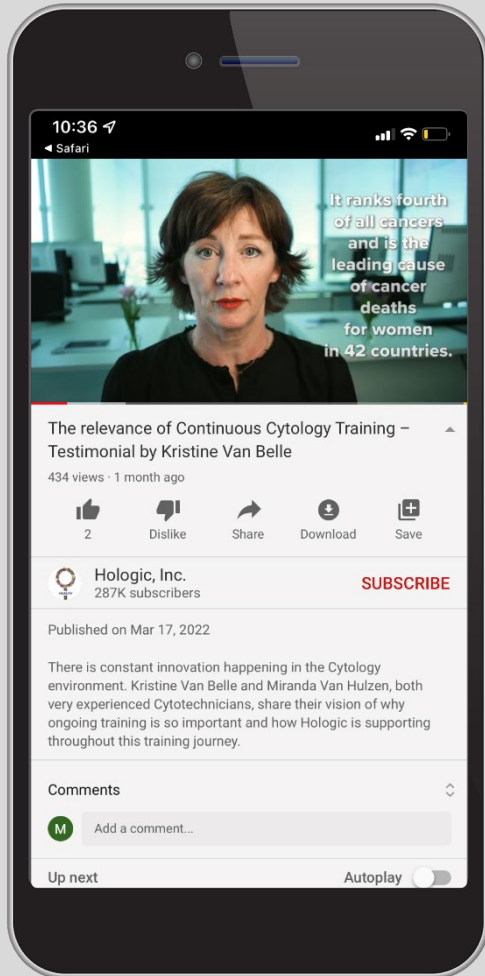 10:36
◀ Safari
It ranks fourth
of all cancers
and is the
leading cause
of cancer
deaths
for women
in 42 countries.
The relevance of Continuous Cytology Training –
Testimonial by Kristine Van Belle
434 views · 1 month ago
2
Dislike
Share
Download
Save
HEALTH
Hologic, Inc.
287K subscribers
SUBSCRIBE
Published on Mar 17, 2022
There is constant innovation happening in the Cytology
environment. Kristine Van Belle and Miranda Van Hulzen, both
very experienced Cytotechnicians, share their vision of why
ongoing training is so important and how Hologic is supporting
throughout this training journey.
Comments
M
Add a comment...
Up next
Autoplay